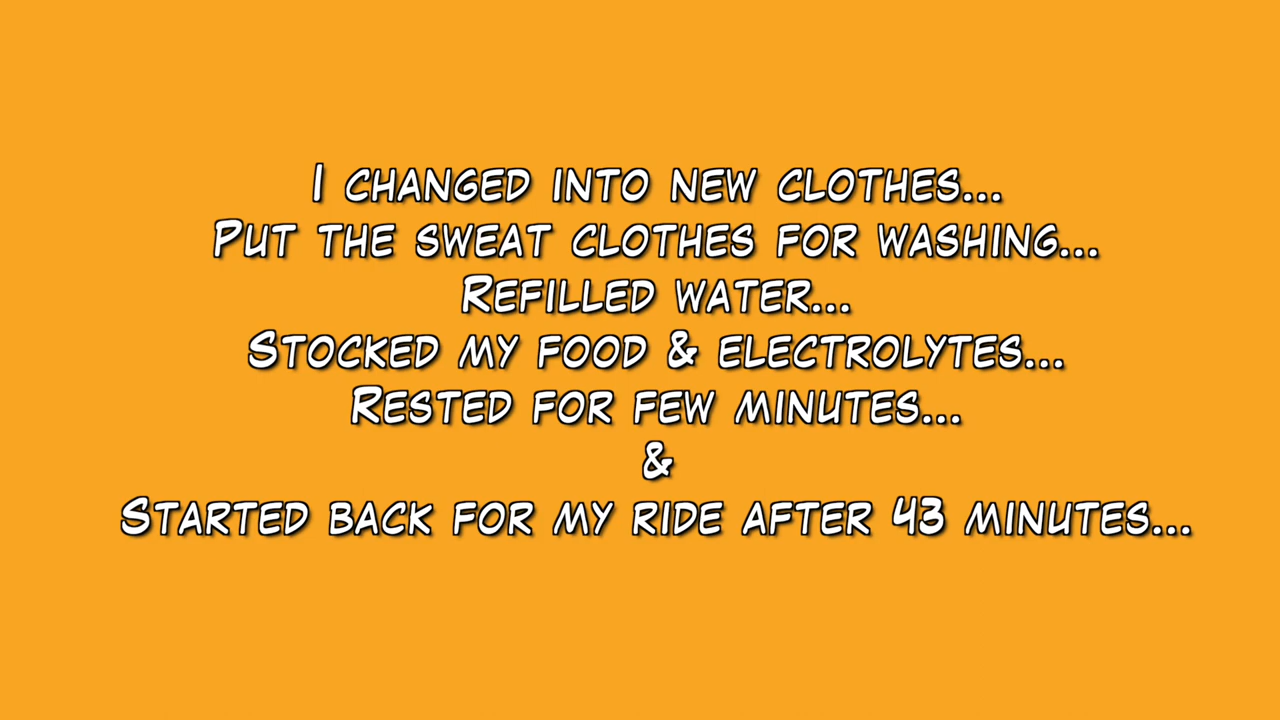 I changed into new clothes...
Put the sweat clothes for washing...
Refilled water...
Stocked my food & electrolytes...
Rested for few minutes...
&
Started back for my ride after 43 minutes...